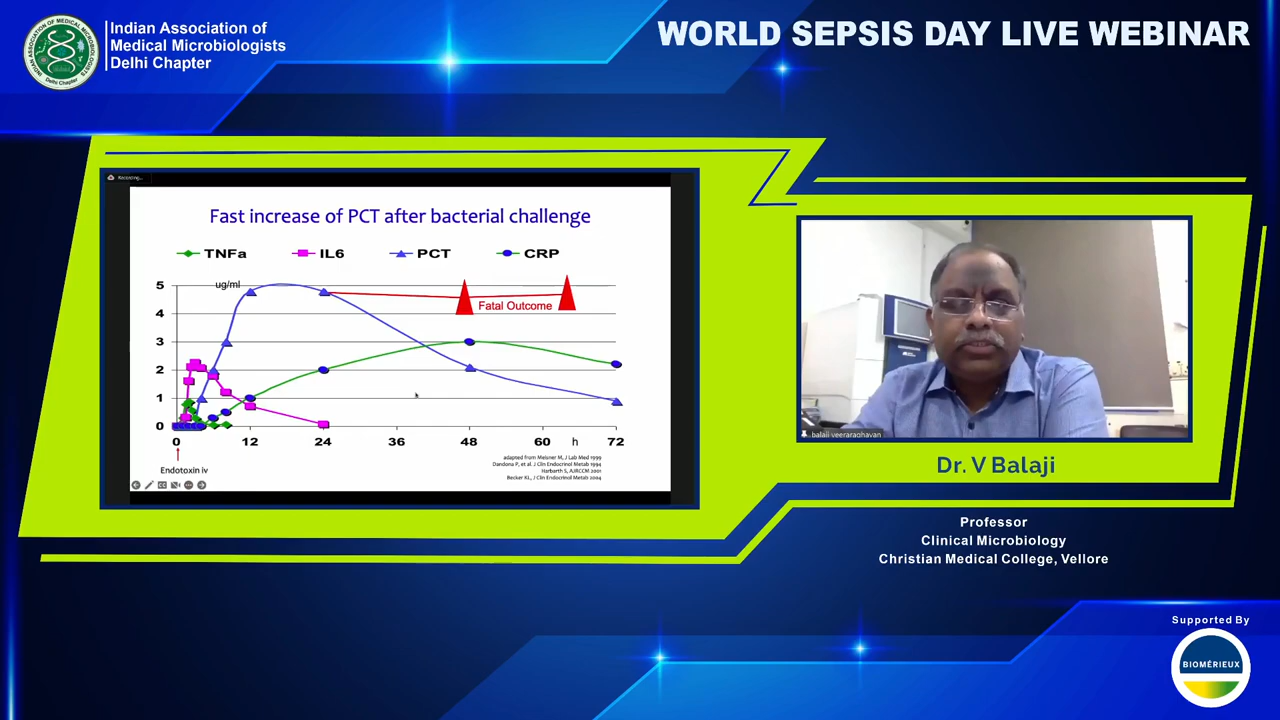 Indian Association of
Medical Microbiologists
Delhi Chapter
WORLD SEPSIS DAY LIVE WEBINAR
Recording...
Fast increase of PCT after bacterial challenge
TNFa IL6 PCT CRP
ug/ml
5
4
3
2
1
0
Fatal Outcome
0 12 24 36 48 60 h 72
Endotoxin iv
adapted from Meisner M, J Lab Med 1999
Dandona P, et al. J Clin Endocrinol Metab 1994
Harbarth S, AJRCCM 2001
Becker KL, J Clin Endocrinol Metab 2004
balaji veeraraghavan
Dr. V Balaji
Professor
Clinical Microbiology
Christian Medical College, Vellore
Supported By
BIOMÉRIEUX